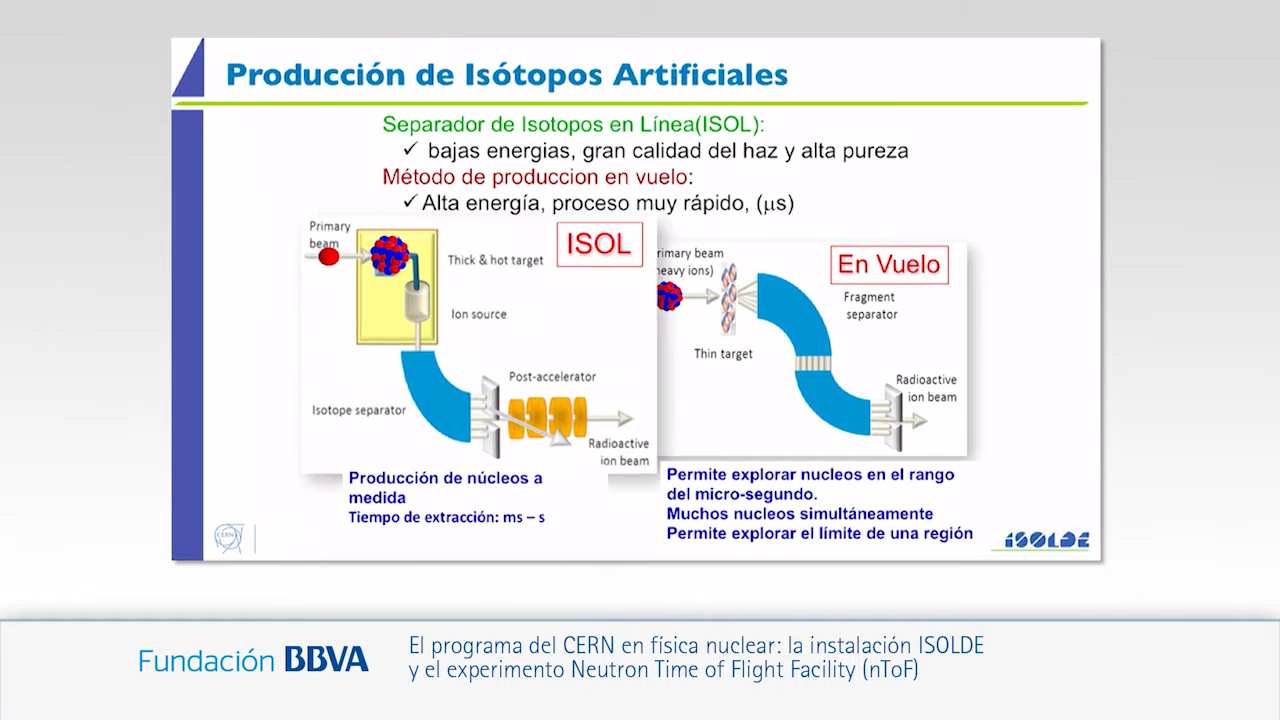 Producción de Isótopos Artificiales
Separador de Isotopos en Línea(ISOL):
✓ bajas energias, gran calidad del haz y alta pureza
Método de produccion en vuelo:
✓ Alta energía, proceso muy rápido, (μs)
Primary
beam
ISOL
Thick & hot target
Ion source
Post-accelerator
Isotope separator
Radioactive
ion beam
Producción de núcleos a
medida
Tiempo de extracción: ms – s
rimary beam
eavy ions)
En Vuelo
Fragment
separator
Thin target
Radioactive
ion beam
Permite explorar nucleos en el rango
del micro-segundo.
Muchos nucleos simultáneamente
Permite explorar el límite de una región
CERN
ISOLDE
Fundación BBVA
El programa del CERN en física nuclear: la instalación ISOLDE
y el experimento Neutron Time of Flight Facility (nToF)